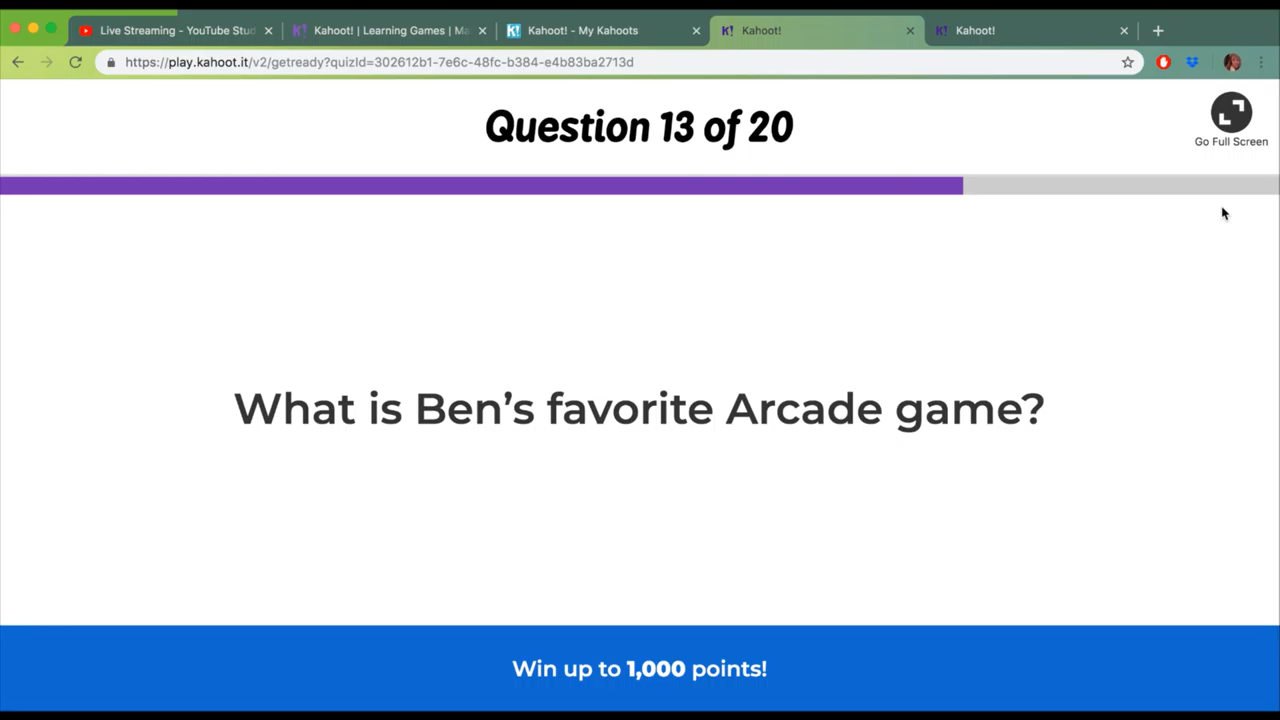 Live Streaming - YouTube Stud
Kahoot! | Learning Games | Ma
Kahoot! - My Kahoots
Kahoot!
Kahoot!
https://play.kahoot.it/v2/getready?quizId=302612b1-7e6c-48fc-b384-e4b83ba2713d
Question 13 of 20
Go Full Screen
What is Ben’s favorite Arcade game?
Win up to 1,000 points!